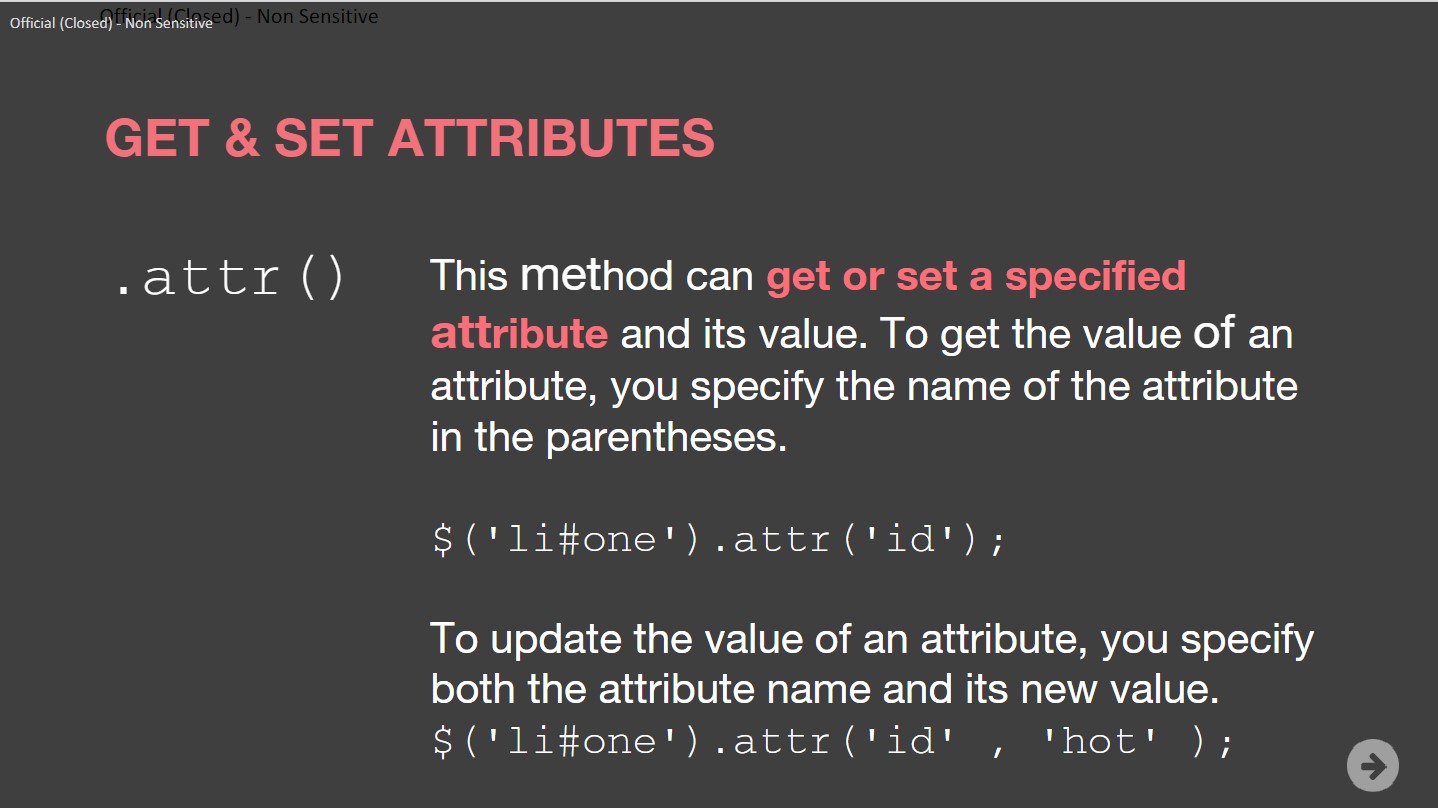 Official (Closed) - Non Sensitive
Official (Closed) - Non Sensitive
GET & SET ATTRIBUTES
.attr()
This method can get or set a specified
attribute and its value. To get the value of an
attribute, you specify the name of the attribute
in the parentheses.
$('li#one').attr('id');
To update the value of an attribute, you specify
both the attribute name and its new value.
$('li#one').attr('id' , 'hot' );